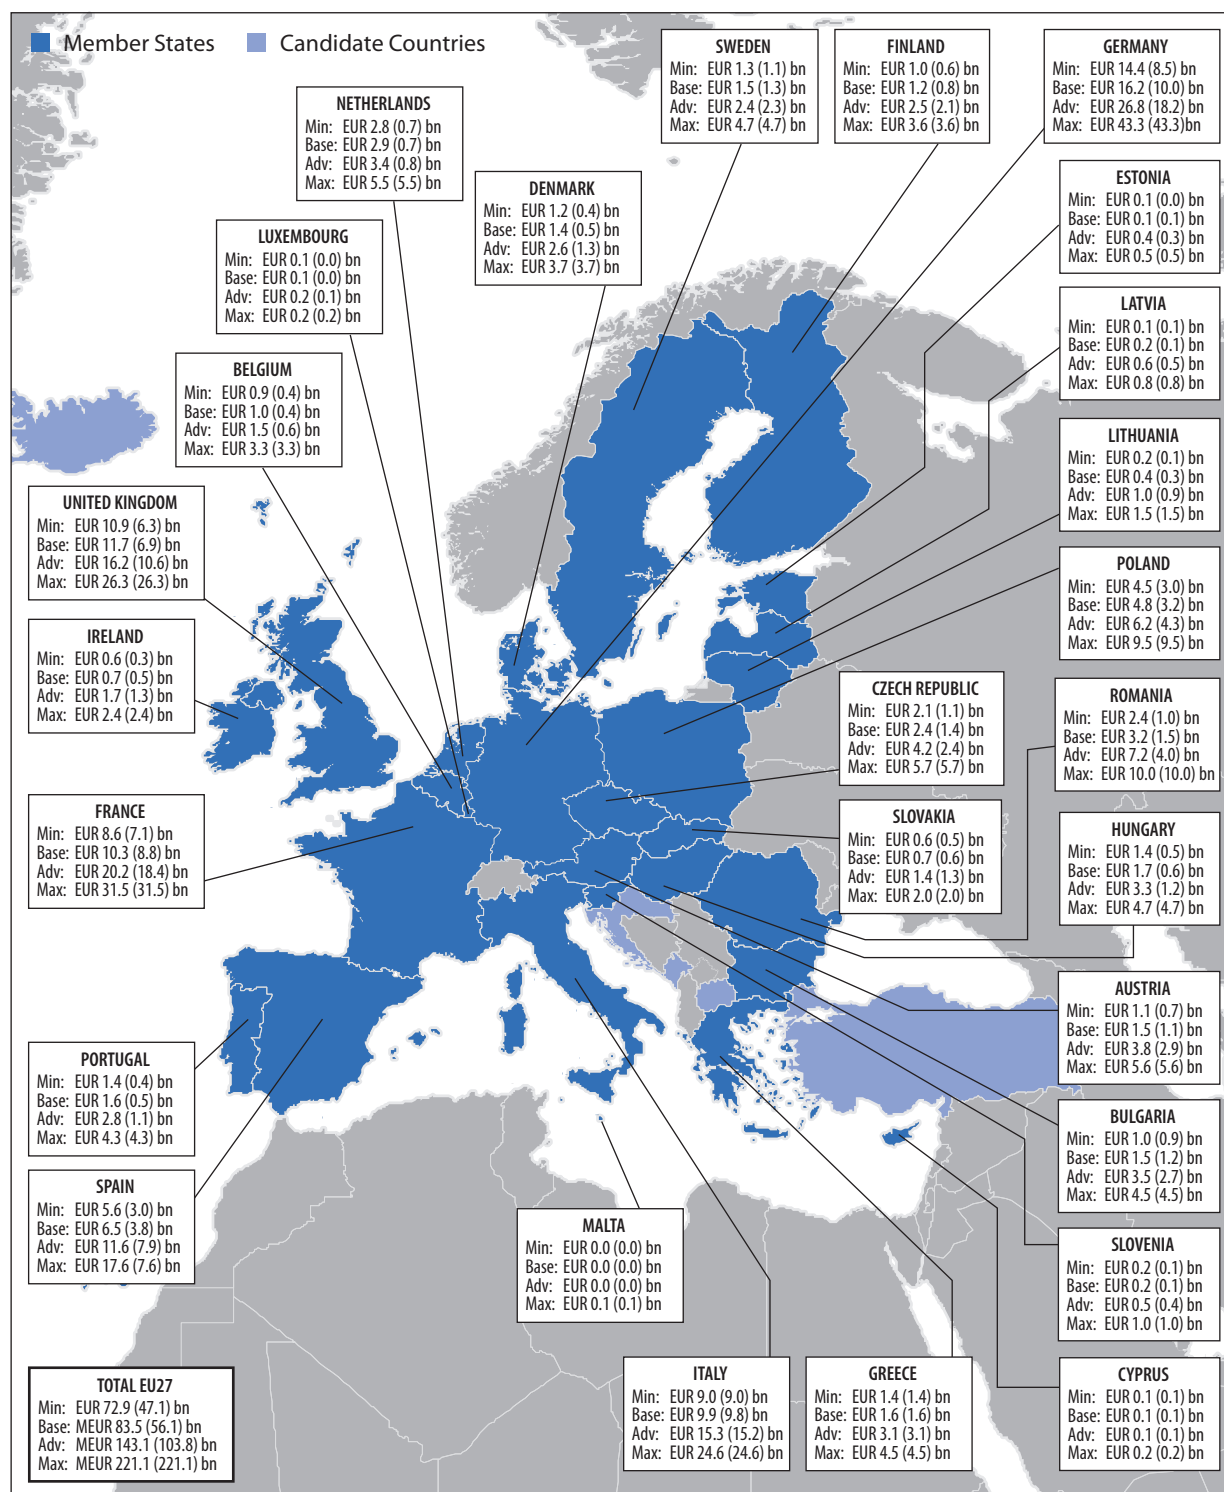 Member States
Candidate Countries
SWEDEN
Min: EUR 1.3 (1.1) bn
Base: EUR 1.5 (1.3) bn
Adv: EUR 2.4 (2.3) bn
Max: EUR 4.7 (4.7) bn
FINLAND
Min: EUR 1.0 (0.6) bn
Base: EUR 1.2 (0.8) bn
Adv: EUR 2.5 (2.1) bn
Max: EUR 3.6 (3.6) bn
GERMANY
Min: EUR 14.4 (8.5) bn
Base: EUR 16.2 (10.0) bn
Adv: EUR 26.8 (18.2) bn
Max: EUR 43.3 (43.3)bn
NETHERLANDS
Min: EUR 2.8 (0.7) bn
Base: EUR 2.9 (0.7) bn
Adv: EUR 3.4 (0.8) bn
Max: EUR 5.5 (5.5) bn
DENMARK
Min: EUR 1.2 (0.4) bn
Base: EUR 1.4 (0.5) bn
Adv: EUR 2.6 (1.3) bn
Max: EUR 3.7 (3.7) bn
ESTONIA
Min: EUR 0.1 (0.0) bn
Base: EUR 0.1 (0.1) bn
Adv: EUR 0.4 (0.3) bn
Max: EUR 0.5 (0.5) bn
LUXEMBOURG
Min: EUR 0.1 (0.0) bn
Base: EUR 0.1 (0.0) bn
Adv: EUR 0.2 (0.1) bn
Max: EUR 0.2 (0.2) bn
LATVIA
Min: EUR 0.1 (0.1) bn
Base: EUR 0.2 (0.1) bn
Adv: EUR 0.6 (0.5) bn
Max: EUR 0.8 (0.8) bn
BELGIUM
Min: EUR 0.9 (0.4) bn
Base: EUR 1.0 (0.4) bn
Adv: EUR 1.5 (0.6) bn
Max: EUR 3.3 (3.3) bn
LITHUANIA
Min: EUR 0.2 (0.1) bn
Base: EUR 0.4 (0.3) bn
Adv: EUR 1.0 (0.9) bn
Max: EUR 1.5 (1.5) bn
UNITED KINGDOM
Min: EUR 10.9 (6.3) bn
Base: EUR 11.7 (6.9) bn
Adv: EUR 16.2 (10.6) bn
Max: EUR 26.3 (26.3) bn
POLAND
Min: EUR 4.5 (3.0) bn
Base: EUR 4.8 (3.2) bn
Adv: EUR 6.2 (4.3) bn
Max: EUR 9.5 (9.5) bn
IRELAND
Min: EUR 0.6 (0.3) bn
Base: EUR 0.7 (0.5) bn
Adv: EUR 1.7 (1.3) bn
Max: EUR 2.4 (2.4) bn
CZECH REPUBLIC
Min: EUR 2.1 (1.1) bn
Base: EUR 2.4 (1.4) bn
Adv: EUR 4.2 (2.4) bn
Max: EUR 5.7 (5.7) bn
ROMANIA
Min: EUR 2.4 (1.0) bn
Base: EUR 3.2 (1.5) bn
Adv: EUR 7.2 (4.0) bn
Max: EUR 10.0 (10.0) bn
FRANCE
Min: EUR 8.6 (7.1) bn
Base: EUR 10.3 (8.8) bn
Adv: EUR 20.2 (18.4) bn
Max: EUR 31.5 (31.5) bn
SLOVAKIA
Min: EUR 0.6 (0.5) bn
Base: EUR 0.7 (0.6) bn
Adv: EUR 1.4 (1.3) bn
Max: EUR 2.0 (2.0) bn
HUNGARY
Min: EUR 1.4 (0.5) bn
Base: EUR 1.7 (0.6) bn
Adv: EUR 3.3 (1.2) bn
Max: EUR 4.7 (4.7) bn
AUSTRIA
Min: EUR 1.1 (0.7) bn
Base: EUR 1.5 (1.1) bn
Adv: EUR 3.8 (2.9) bn
Max: EUR 5.6 (5.6) bn
PORTUGAL
Min: EUR 1.4 (0.4) bn
Base: EUR 1.6 (0.5) bn
Adv: EUR 2.8 (1.1) bn
Max: EUR 4.3 (4.3) bn
BULGARIA
Min: EUR 1.0 (0.9) bn
Base: EUR 1.5 (1.2) bn
Adv: EUR 3.5 (2.7) bn
Max: EUR 4.5 (4.5) bn
SPAIN
Min: EUR 5.6 (3.0) bn
Base: EUR 6.5 (3.8) bn
Adv: EUR 11.6 (7.9) bn
Max: EUR 17.6 (7.6) bn
MALTA
Min: EUR 0.0 (0.0) bn
Base: EUR 0.0 (0.0) bn
Adv: EUR 0.0 (0.0) bn
Max: EUR 0.1 (0.1) bn
SLOVENIA
Min: EUR 0.2 (0.1) bn
Base: EUR 0.2 (0.1) bn
Adv: EUR 0.5 (0.4) bn
Max: EUR 1.0 (1.0) bn
TOTAL EU27
Min: EUR 72.9 (47.1) bn
Base: MEUR 83.5 (56.1) bn
Adv: MEUR 143.1 (103.8) bn
Max: MEUR 221.1 (221.1) bn
ITALY
Min: EUR 9.0 (9.0) bn
Base: EUR 9.9 (9.8) bn
Adv: EUR 15.3 (15.2) bn
Max: EUR 24.6 (24.6) bn
GREECE
Min: EUR 1.4 (1.4) bn
Base: EUR 1.6 (1.6) bn
Adv: EUR 3.1 (3.1) bn
Max: EUR 4.5 (4.5) bn
CYPRUS
Min: EUR 0.1 (0.1) bn
Base: EUR 0.1 (0.1) bn
Adv: EUR 0.1 (0.1) bn
Max: EUR 0.2 (0.2) bn